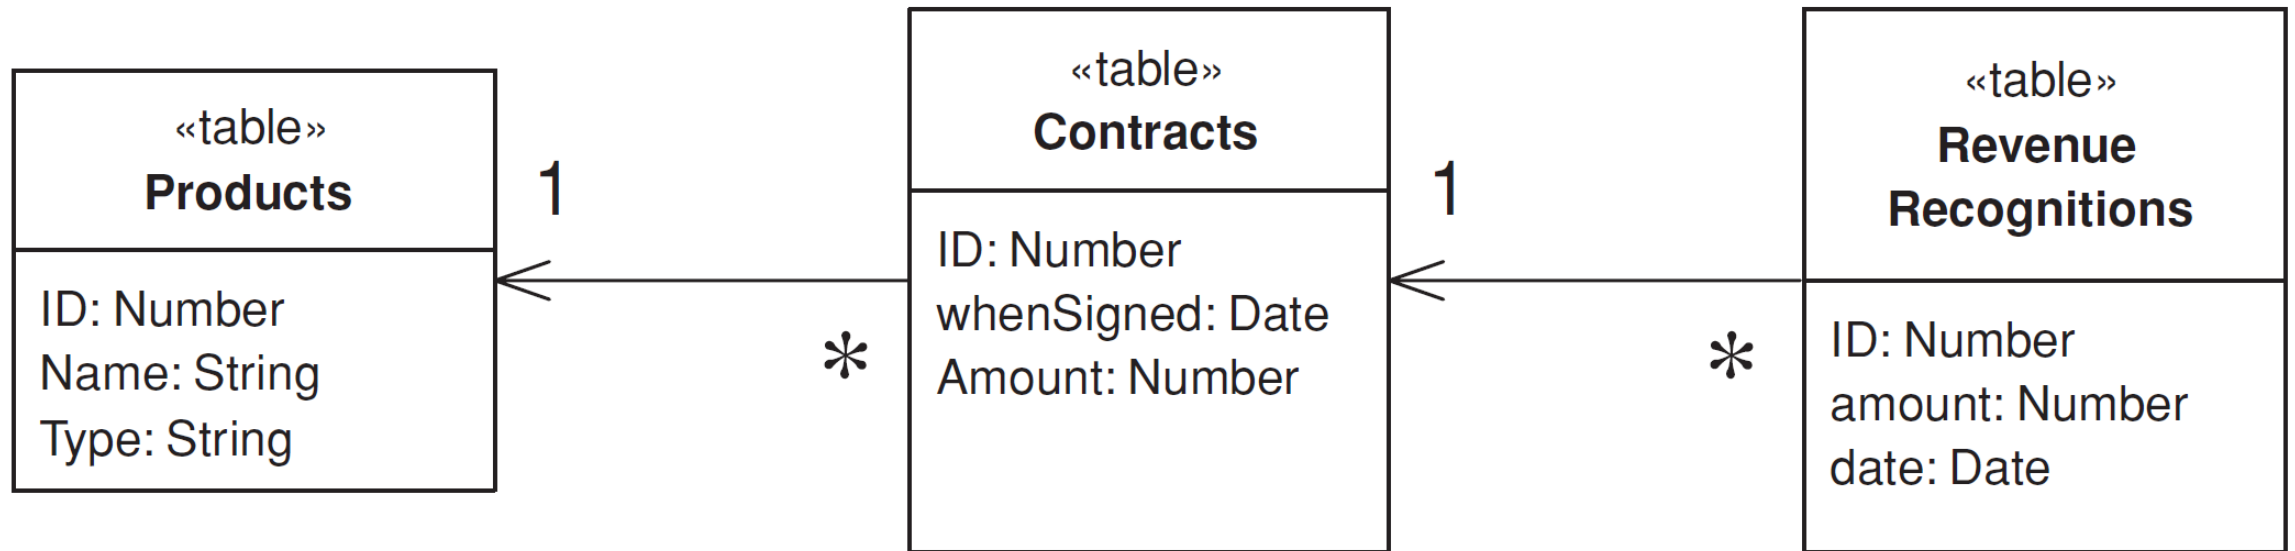 «table»
Products
ID: Number
Name: String
Type: String
1
*
«table»
Contracts
ID: Number
whenSigned: Date
Amount: Number
1
*
«table»
Revenue
Recognitions
ID: Number
amount: Number
date: Date